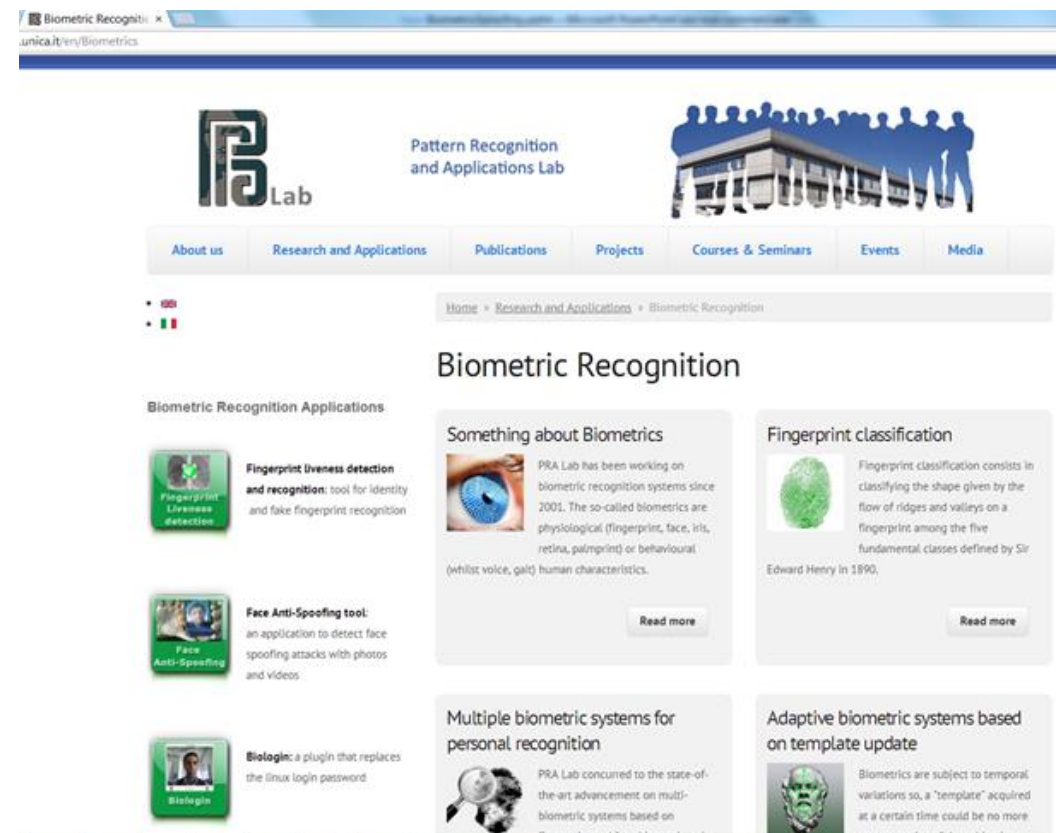 Biometric Recogniti ×
.unica.it/en/Biometrics
Lab
Pattern Recognition
and Applications Lab
About us
Research and Applications
Publications
Projects
Courses & Seminars
Events
Media
Home » Research and Applications » Biometric Recognition
Biometric Recognition
Biometric Recognition Applications
Fingerprint
Liveness
detection
Fingerprint liveness detection
and recognition: tool for identity
and fake fingerprint recognition
Face
Anti-Spoofing
Face Anti-Spoofing tool:
an application to detect face
spoofing attacks with photos
and videos
Biologin
Biologin: a plugin that replaces
the linux login password
Something about Biometrics
PRA Lab has been working on
biometric recognition systems since
2001. The so-called biometrics are
physiological (fingerprint, face, iris,
retina, palmprint) or behavioural
(whilst voice, gait) human characteristics.
Read more
Fingerprint classification
Fingerprint classification consists in
classifying the shape given by the
flow of ridges and valleys on a
fingerprint among the five
fundamental classes defined by Sir
Edward Henry in 1890.
Read more
Multiple biometric systems for
personal recognition
PRA Lab concurred to the state-of-
the-art advancement on multi-
biometric systems based on
Adaptive biometric systems based
on template update
Biometrics are subject to temporal
variations so, a "template" acquired
at a certain time could be no more